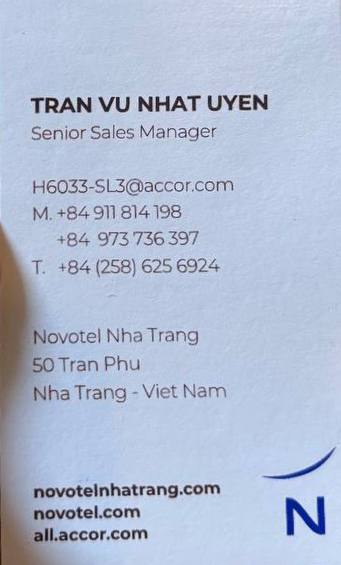 TRAN VU NHAT UYEN
Senior Sales Manager
H6033-SL3@accor.com
M. +84 911 814 198
+84 973 736 397
T. +84 (258) 625 6924
Novotel Nha Trang
50 Tran Phu
Nha Trang - Viet Nam
novotelnhatrang.com
novotel.com
all.accor.com
N